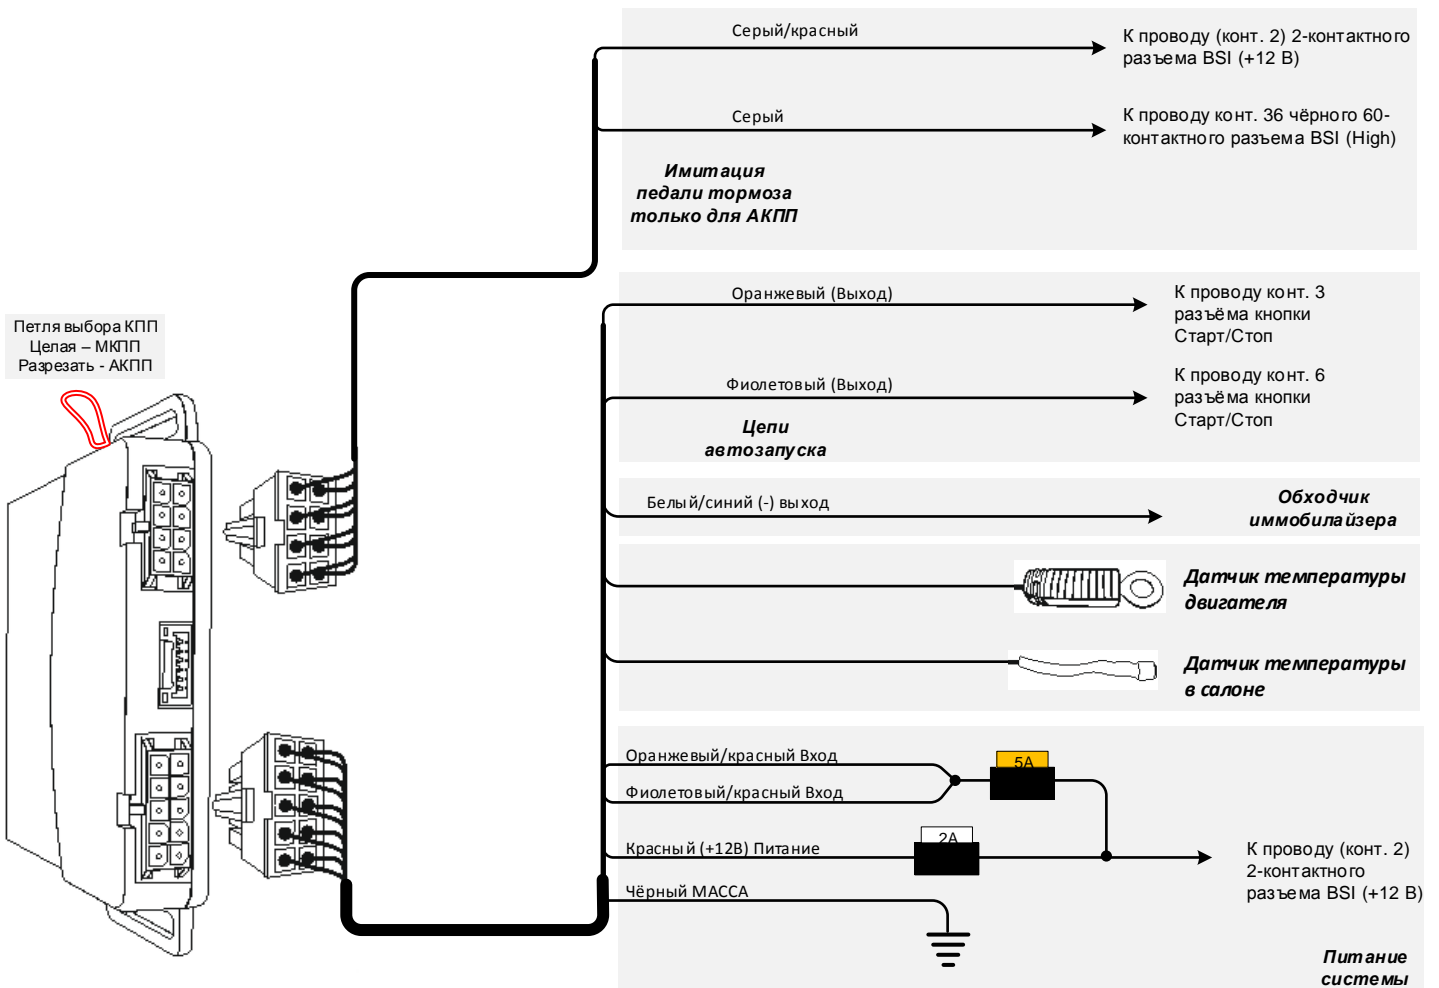 Серый/красный
К проводу (конт. 2) 2-контактного
разъема BSI (+12 В)
Серый
К проводу конт. 36 чёрного 60-
контактного разъема BSI (High)
Имитация
педали тормоза
только для АКПП
Оранжевый (Выход)
К проводу конт. 3
разъёма кнопки
Старт/Стоп
Петля выбора КПП
Целая – МКПП
Разрезать - АКПП
Фиолетовый (Выход)
К проводу конт. 6
разъёма кнопки
Старт/Стоп
Цепи
автозапуска
Белый/синий (-) выход
Обходчик
иммобилайзера
Датчик температуры
двигателя
Датчик температуры
в салоне
Оранжевый/красный Вход
5А
Фиолетовый/красный Вход
2А
Красный (+12В) Питание
К проводу (конт. 2)
2-контактного
разъема BSI (+12 В)
Чёрный МАССА
Питание
системы